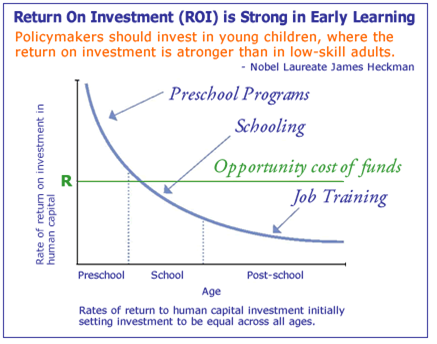 Return On Investment (ROI) is Strong in Early Learning
Policymakers should invest in young children, where the
return on investment is atronger than in low-skill adults.
- Nobel Laureate James Heckman
Preschool Programs
Schooling
Opportunity cost of funds
R
Job Training
Rate of return on investment in
human capital
Preschool
School
Post-school
Age
Rates of return to human capital investment initially
setting investment to be equal across all ages.